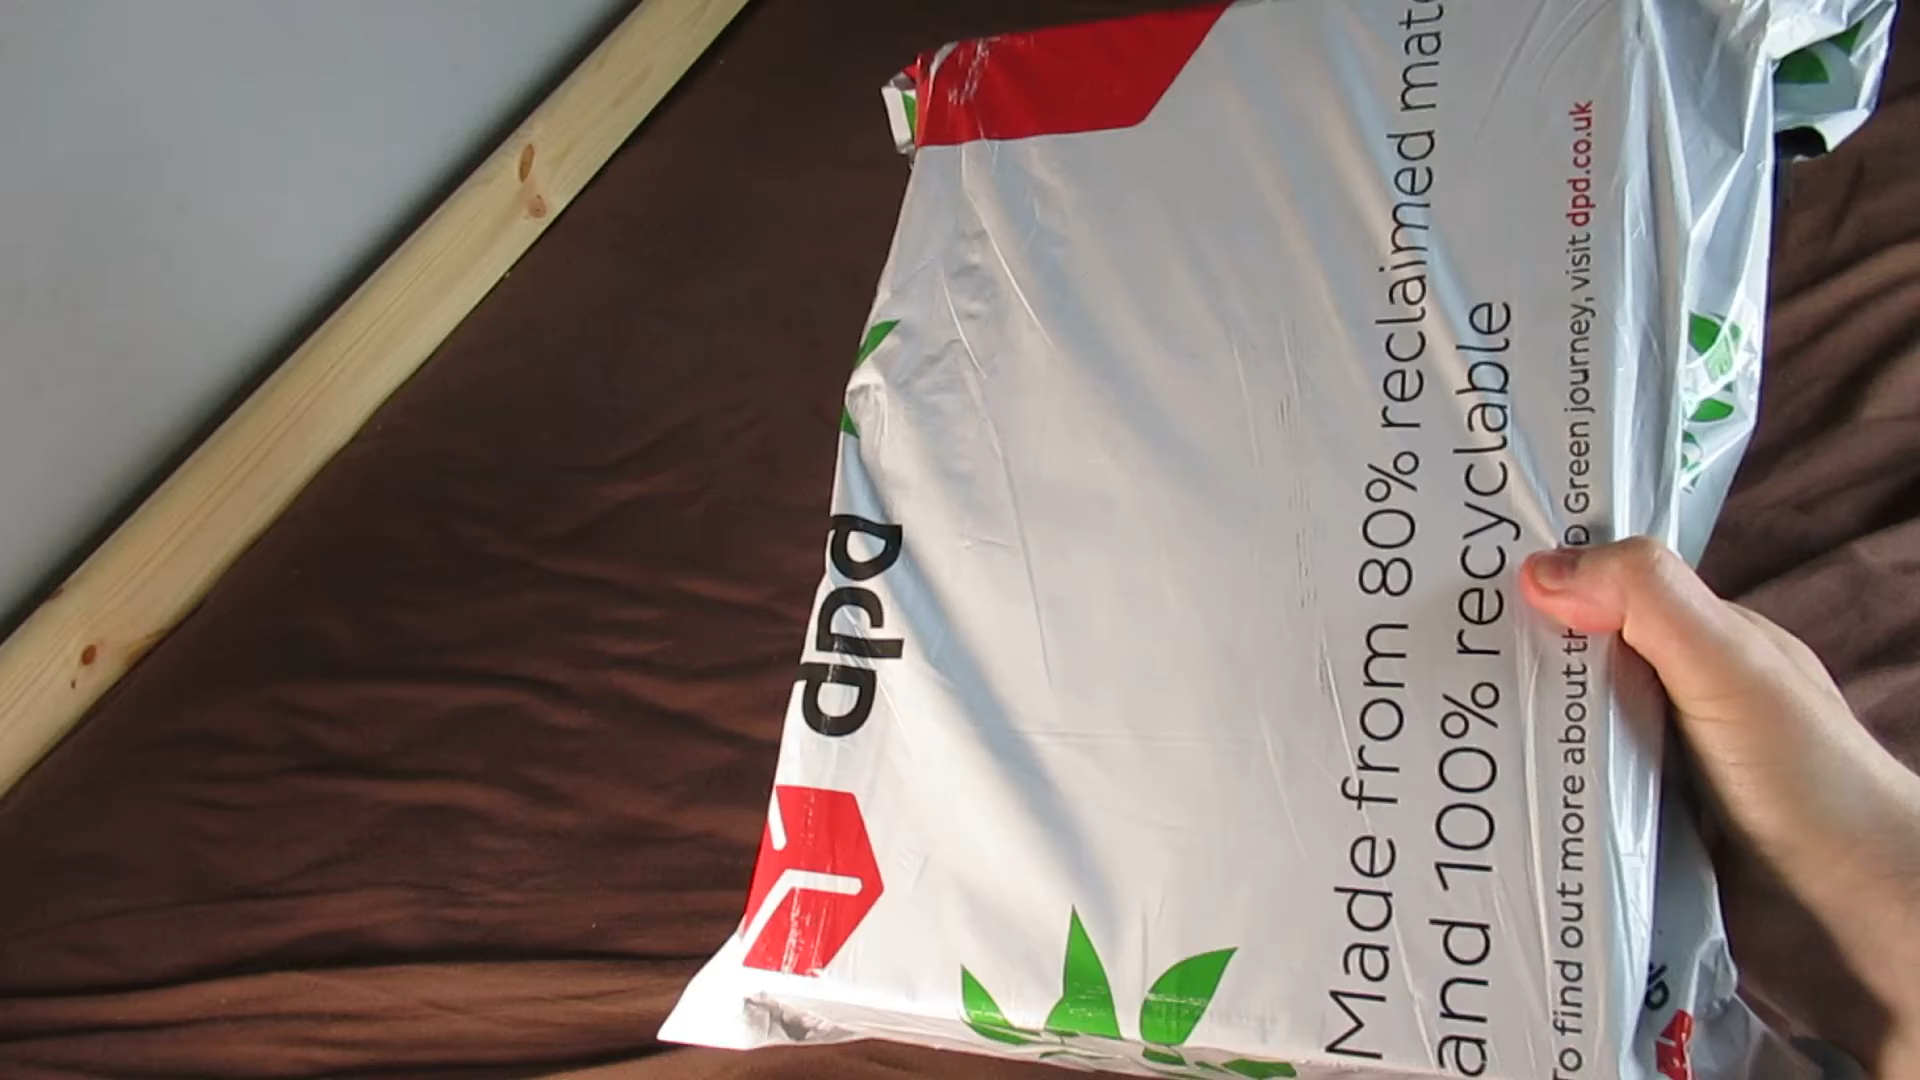 dpd
Made from 80% reclaimed mate
and 100% recyclable
To find out more about th D Green journey, visit dpd.co.uk